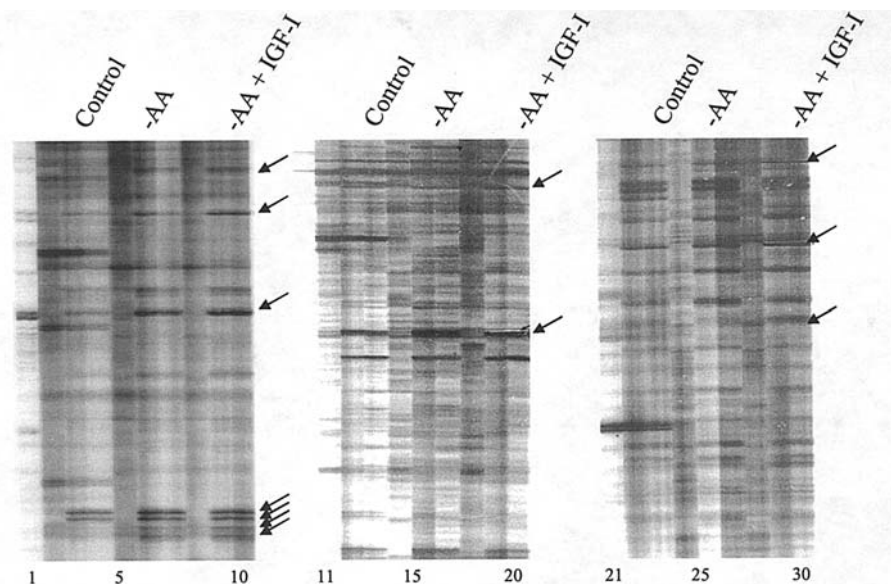 Control -AA -AA + IGF-I Control -AA -AA + IGF-I Control -AA -AA + IGF-I
1 5 10 11 15 20 21 25 30